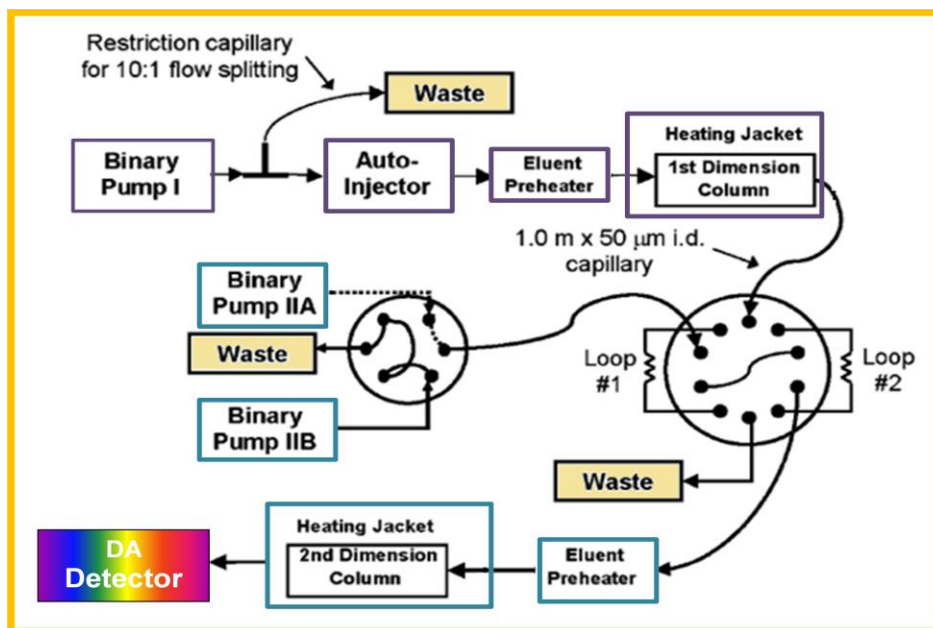 Restriction capillary
for 10:1 flow splitting
Waste
Binary
Pump I
Auto-
Injector
Eluent
Preheater
Heating Jacket
1st Dimension
Column
1.0 m x 50 μm i.d.
capillary
Binary
Pump IIA
Waste
Binary
Pump IIB
Loop
#1
Loop
#2
Waste
Heating Jacket
2nd Dimension
Column
Eluent
Preheater
DA
Detector